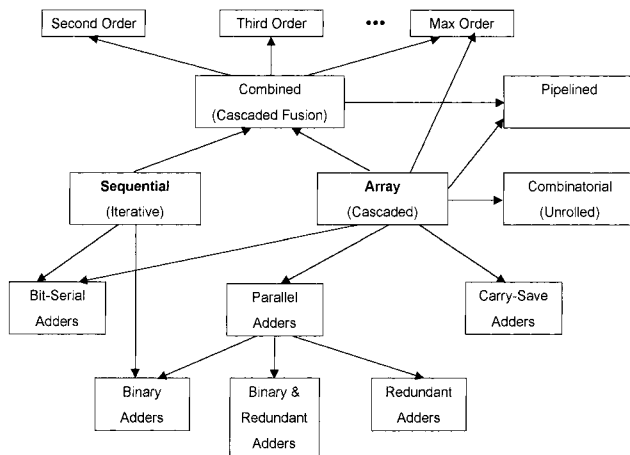 Second Order
Third Order
•••
Max Order
Combined
(Cascaded Fusion)
Pipelined
Sequential
(Iterative)
Array
(Cascaded)
Combinatorial
(Unrolled)
Bit-Serial
Adders
Parallel
Adders
Carry-Save
Adders
Binary
Adders
Binary &
Redundant
Adders
Redundant
Adders